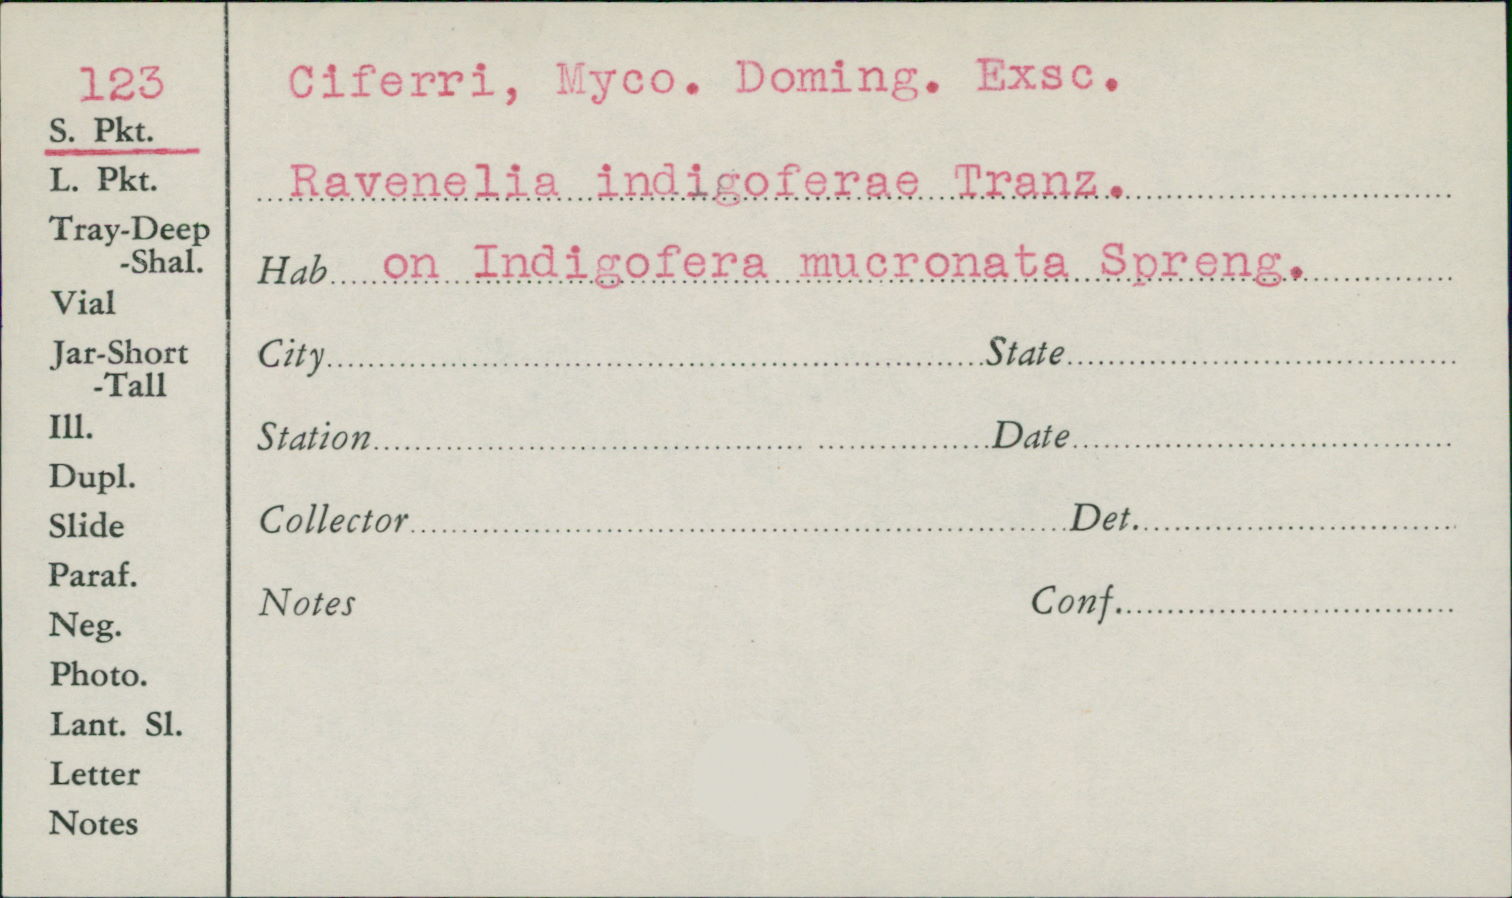 123
S. Pkt.
L. Pkt.
Tray-Deep
-Shal.
Vial
Jar-Short
-Tall
Ill.
Dupl.
Slide
Paraf.
Neg.
Photo.
Lant. Sl.
Letter
Notes
Ciferri, Myco. Doming. Exsc.
Ravenelia indigoferae Tranz.
Hab on Indigofera mucronata Spreng.
City State
Station Date
Collector Det.
Notes Conf.